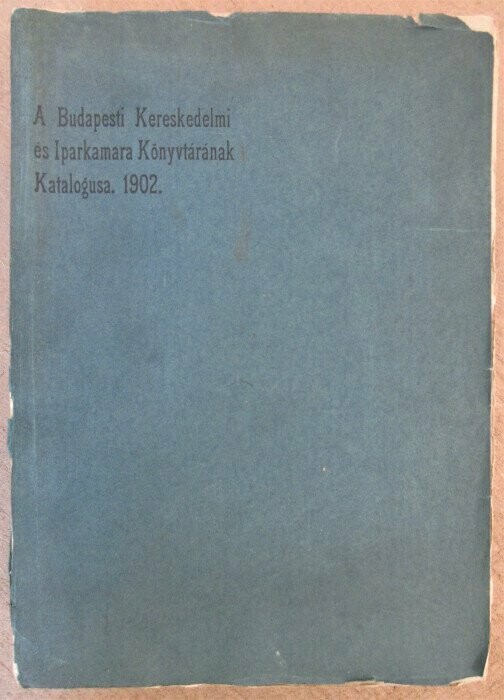 A Budapesti Kereskedelmi
és Iparkamara Könyvtárának
Katalogusa. 1902.